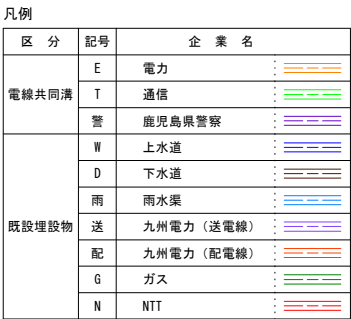 凡例
区 分 記号 企 業 名
電線共同溝
E 電力 :
T 通信 :
警 鹿児島県警察 :
既設埋設物
W 上水道 :
D 下水道 :
雨 雨水渠 :
送 九州電力（送電線） :
配 九州電力（配電線） :
G ガス :
N NTT :